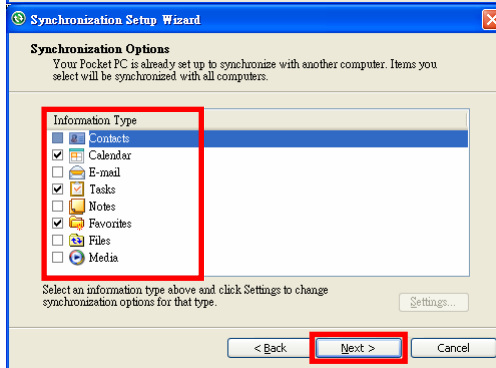 Synchronization Setup Wizard
Synchronization Options
Your Pocket PC is already set up to synchronize with another computer. Items you
select will be synchronized with all computers.
Information Type
Contacts
Calendar
E-mail
Tasks
Notes
Favorites
Files
Media
Select an information type above and click Settings to change
synchronization options for that type.
Settings...
< Back
Next >
Cancel